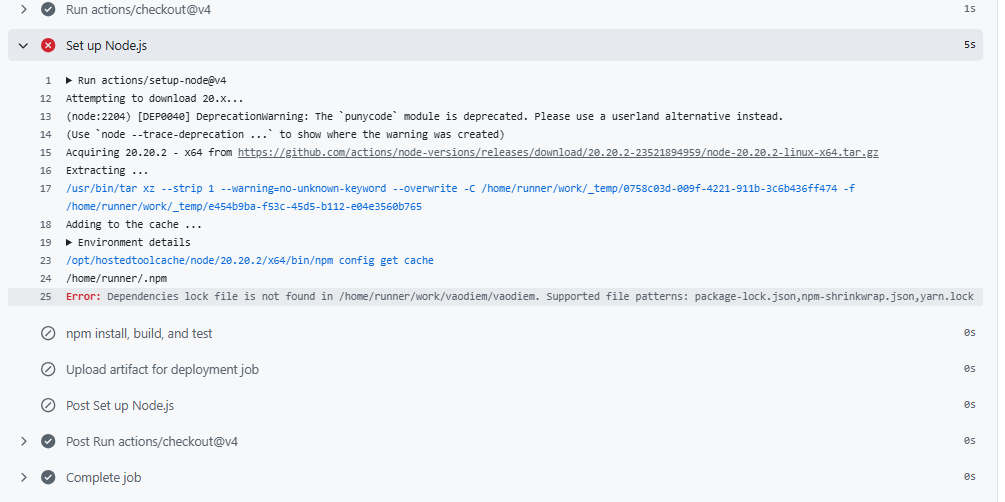 Run actions/checkout@v4 1s
Set up Node.js 5s
1 Run actions/setup-node@v4
12 Attempting to download 20.x...
13 (node:2204) [DEP0040] DeprecationWarning: The `punycode` module is deprecated. Please use a userland alternative instead.
14 (Use `node --trace-deprecation ...` to show where the warning was created)
15 Acquiring 20.20.2 - x64 from https://github.com/actions/node-versions/releases/download/20.20.2-23521894959/node-20.20.2-linux-x64.tar.gz
16 Extracting ...
17 /usr/bin/tar xz --strip 1 --warning=no-unknown-keyword --overwrite -C /home/runner/work/_temp/0758c03d-009f-4221-911b-3c6b436ff474 -f
/home/runner/work/_temp/e454b9ba-f53c-45d5-b112-e04e3560b765
18 Adding to the cache ...
19 Environment details
23 /opt/hostedtoolcache/node/20.20.2/x64/bin/npm config get cache
24 /home/runner/.npm
25 Error: Dependencies lock file is not found in /home/runner/work/vaodiem/vaodiem. Supported file patterns: package-lock.json,npm-shrinkwrap.json,yarn.lock
npm install, build, and test 0s
Upload artifact for deployment job 0s
Post Set up Node.js 0s
Post Run actions/checkout@v4 0s
Complete job 0s